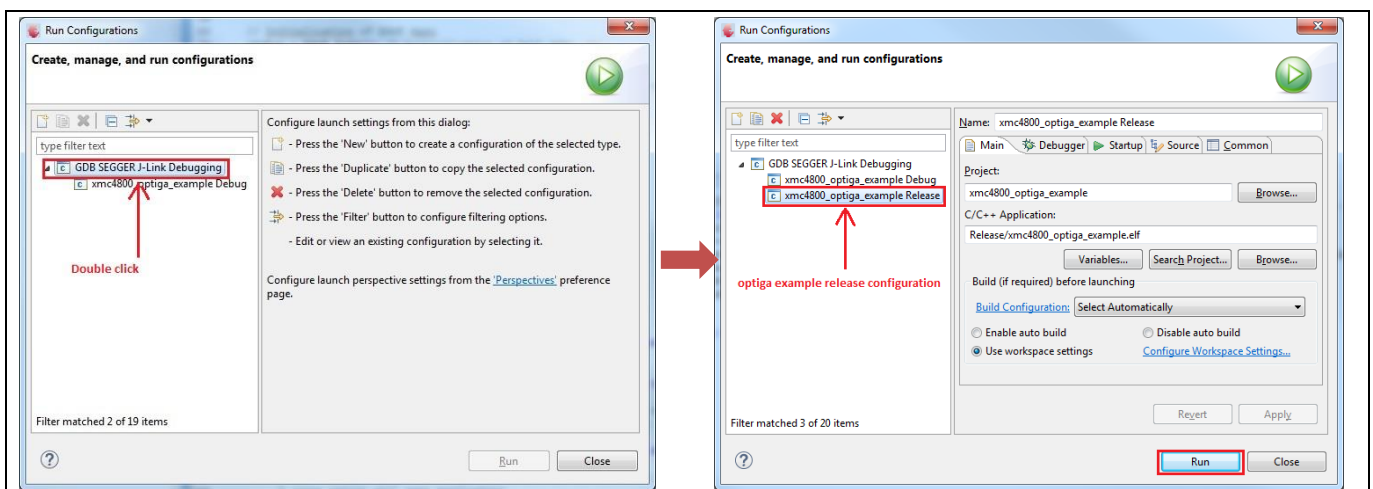 Run Configurations
Create, manage, and run configurations
type filter text
GDB SEGGER J-Link Debugging
xmc4800_optiga_example Debug
Double click
Filter matched 2 of 19 items
Configure launch settings from this dialog:
- Press the 'New' button to create a configuration of the selected type.
- Press the 'Duplicate' button to copy the selected configuration.
- Press the 'Delete' button to remove the selected configuration.
- Press the 'Filter' button to configure filtering options.
- Edit or view an existing configuration by selecting it.
Configure launch perspective settings from the 'Perspectives' preference
page.
Run
Close
Run Configurations
Create, manage, and run configurations
type filter text
GDB SEGGER J-Link Debugging
xmc4800_optiga_example Debug
xmc4800_optiga_example Release
optiga example release configuration
Filter matched 3 of 20 items
Name: xmc4800_optiga_example Release
Main Debugger Startup Source Common
Project:
xmc4800_optiga_example Browse...
C/C++ Application:
Release/xmc4800_optiga_example.elf
Variables... Search Project... Browse...
Build (if required) before launching
Build Configuration: Select Automatically
Enable auto build Disable auto build
Use workspace settings Configure Workspace Settings...
Revert Apply
Run Close